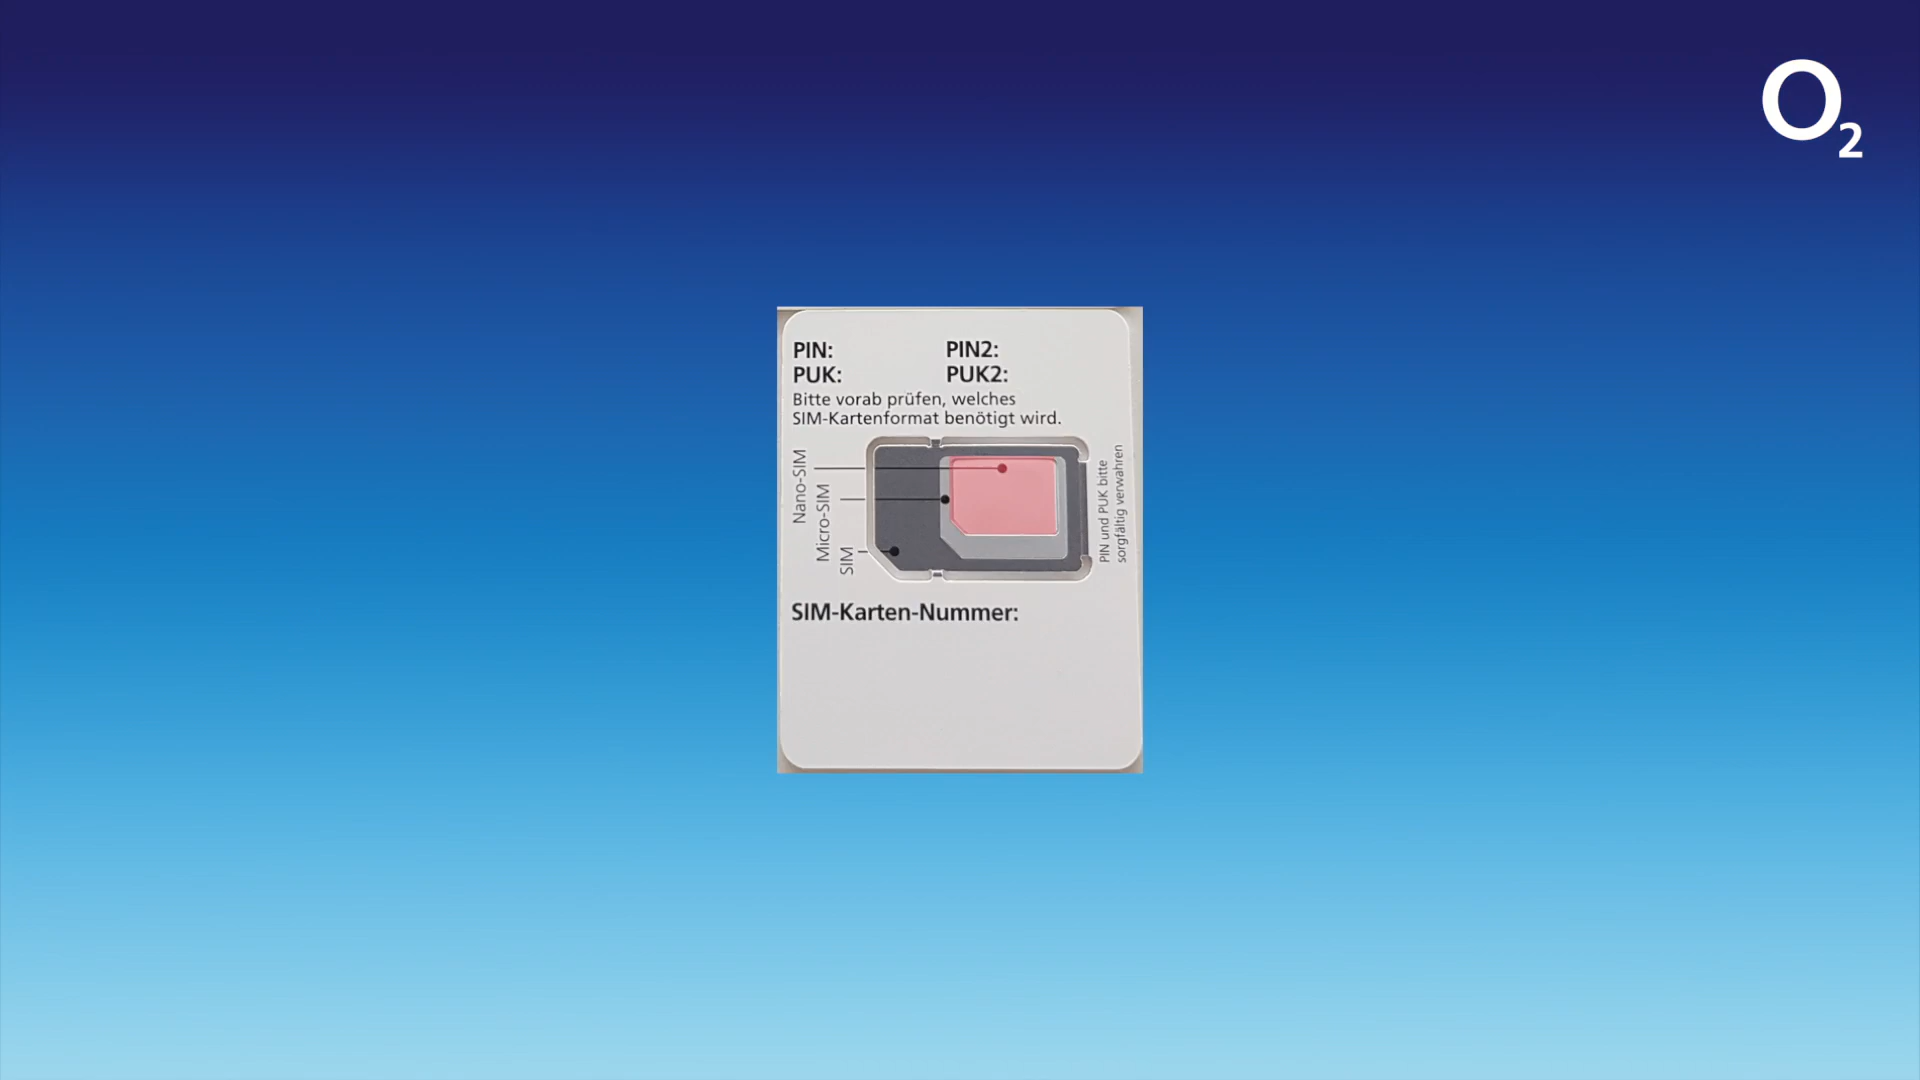 O2
PIN: PIN2:
PUK: PUK2:
Bitte vorab prüfen, welches
SIM-Kartenformat benötigt wird.
Nano-SIM
Micro-SIM
SIM
PIN und PUK bitte
sorgfältig verwahren
SIM-Karten-Nummer: